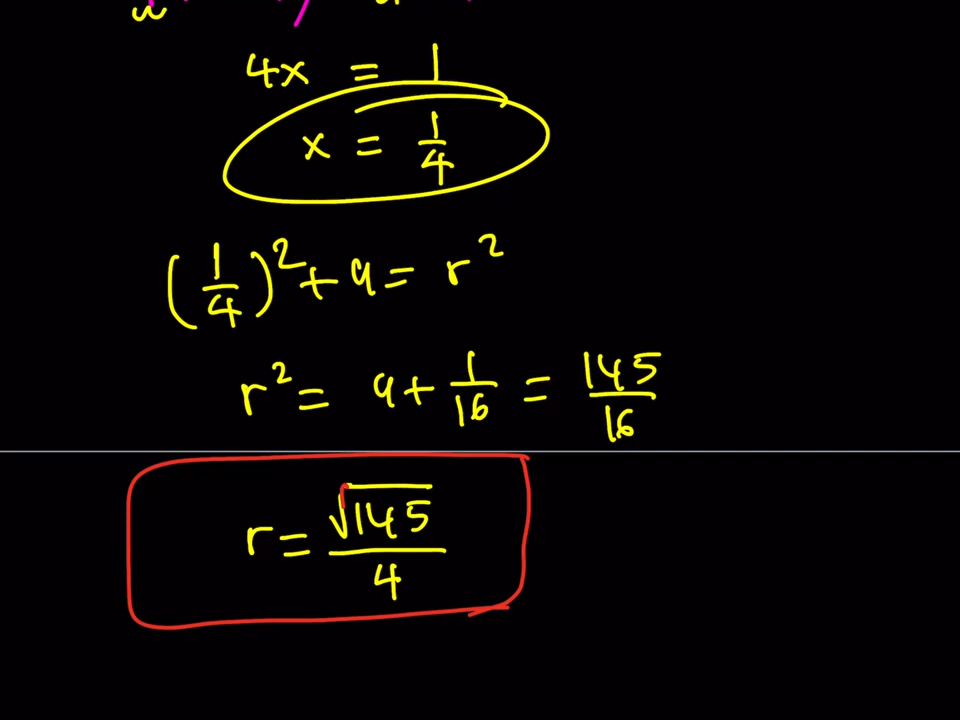 4x = 1
x = 1/4
(1/4)² + 9 = r²
r² = 9 + 1/16 = 145/16
r = √145/4